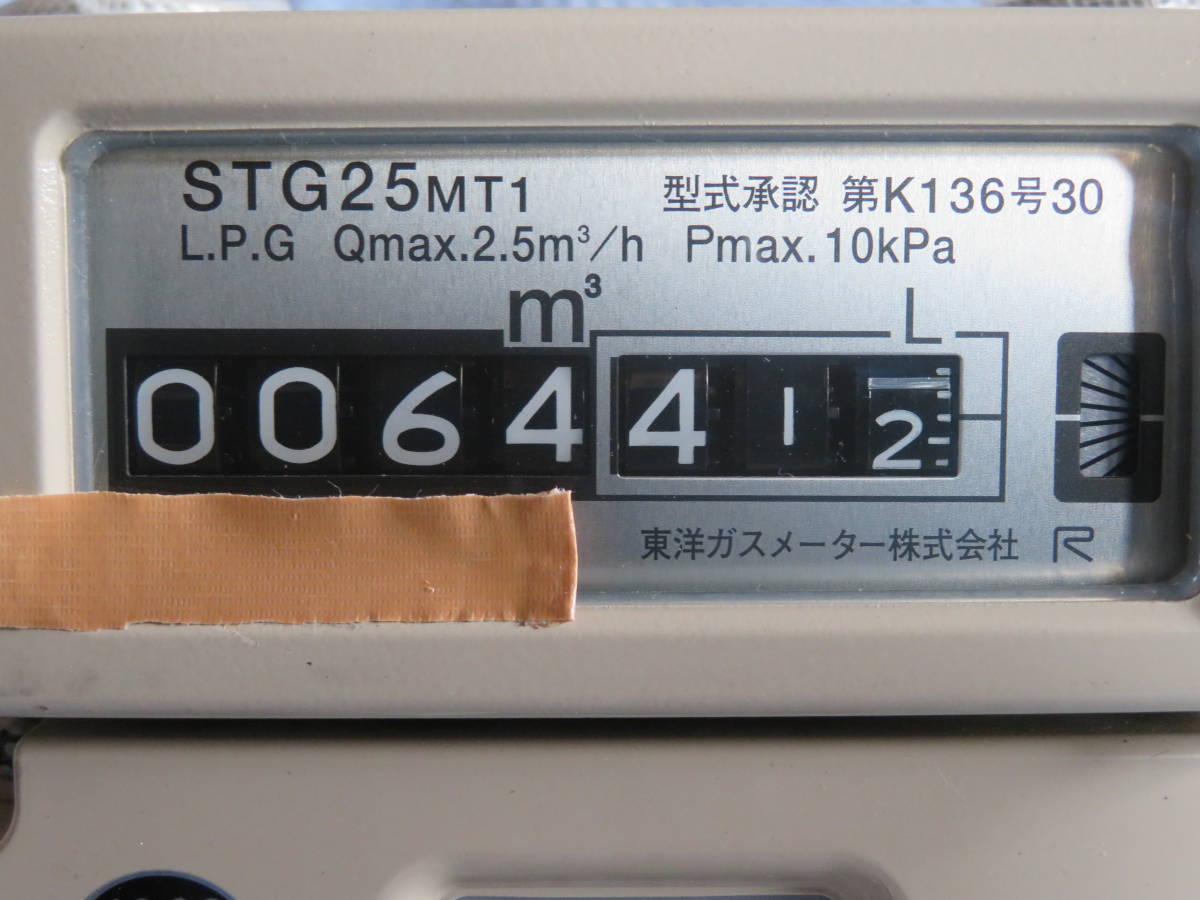 STG25MT1 型式承認 第K136号30
L.P.G Qmax.2.5m³/h Pmax.10kPa
m³ L
0064412
東洋ガスメーター株式会社 R